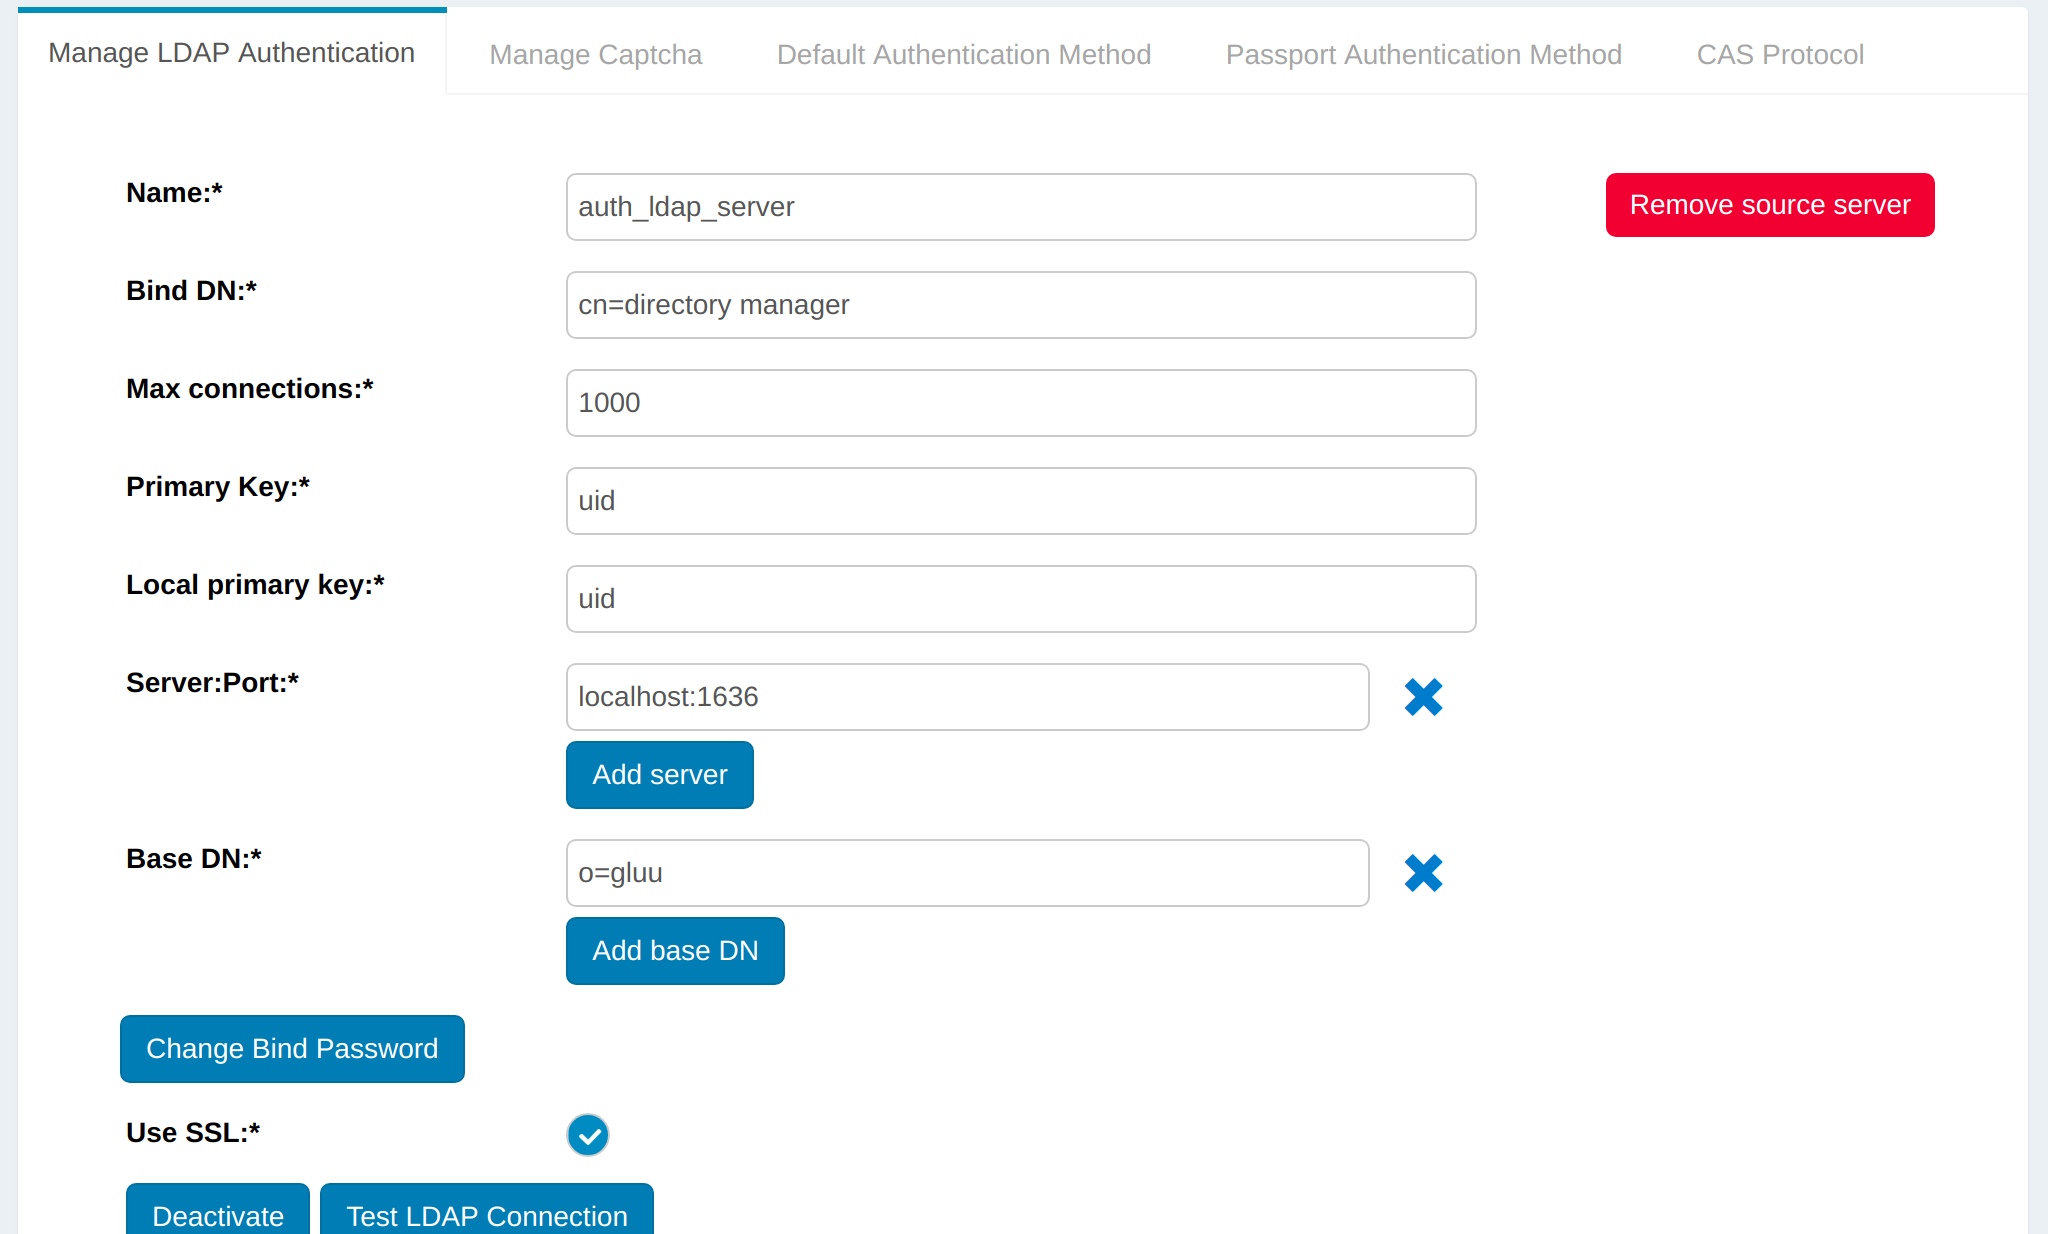 Manage LDAP Authentication
Manage Captcha
Default Authentication Method
Passport Authentication Method
CAS Protocol
Name:*
auth_ldap_server
Remove source server
Bind DN:*
cn=directory manager
Max connections:*
1000
Primary Key:*
uid
Local primary key:*
uid
Server:Port:*
localhost:1636
Add server
Base DN:*
o=gluu
Add base DN
Change Bind Password
Use SSL:*
Deactivate
Test LDAP Connection